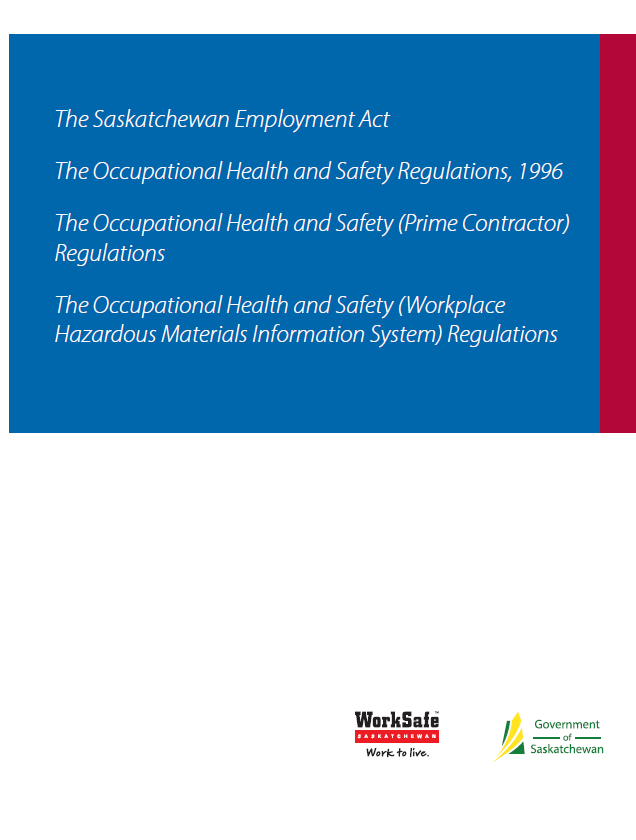 The Saskatchewan Employment Act
The Occupational Health and Safety Regulations, 1996
The Occupational Health and Safety (Prime Contractor)
Regulations
The Occupational Health and Safety (Workplace
Hazardous Materials Information System) Regulations
WorkSafe™
SASKATCHEWAN
Work to live.
Government
of
Saskatchewan